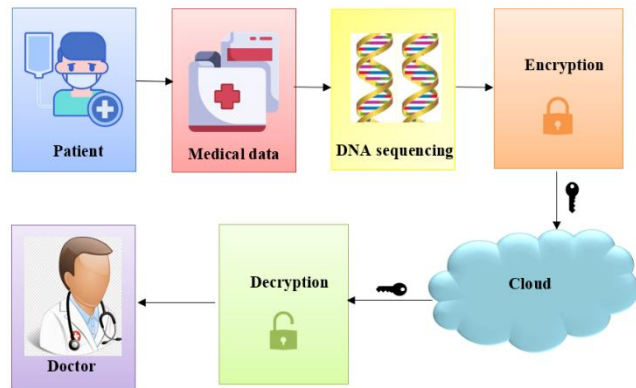 Patient
Medical data
DNA sequencing
Encryption
Cloud
Decryption
Doctor